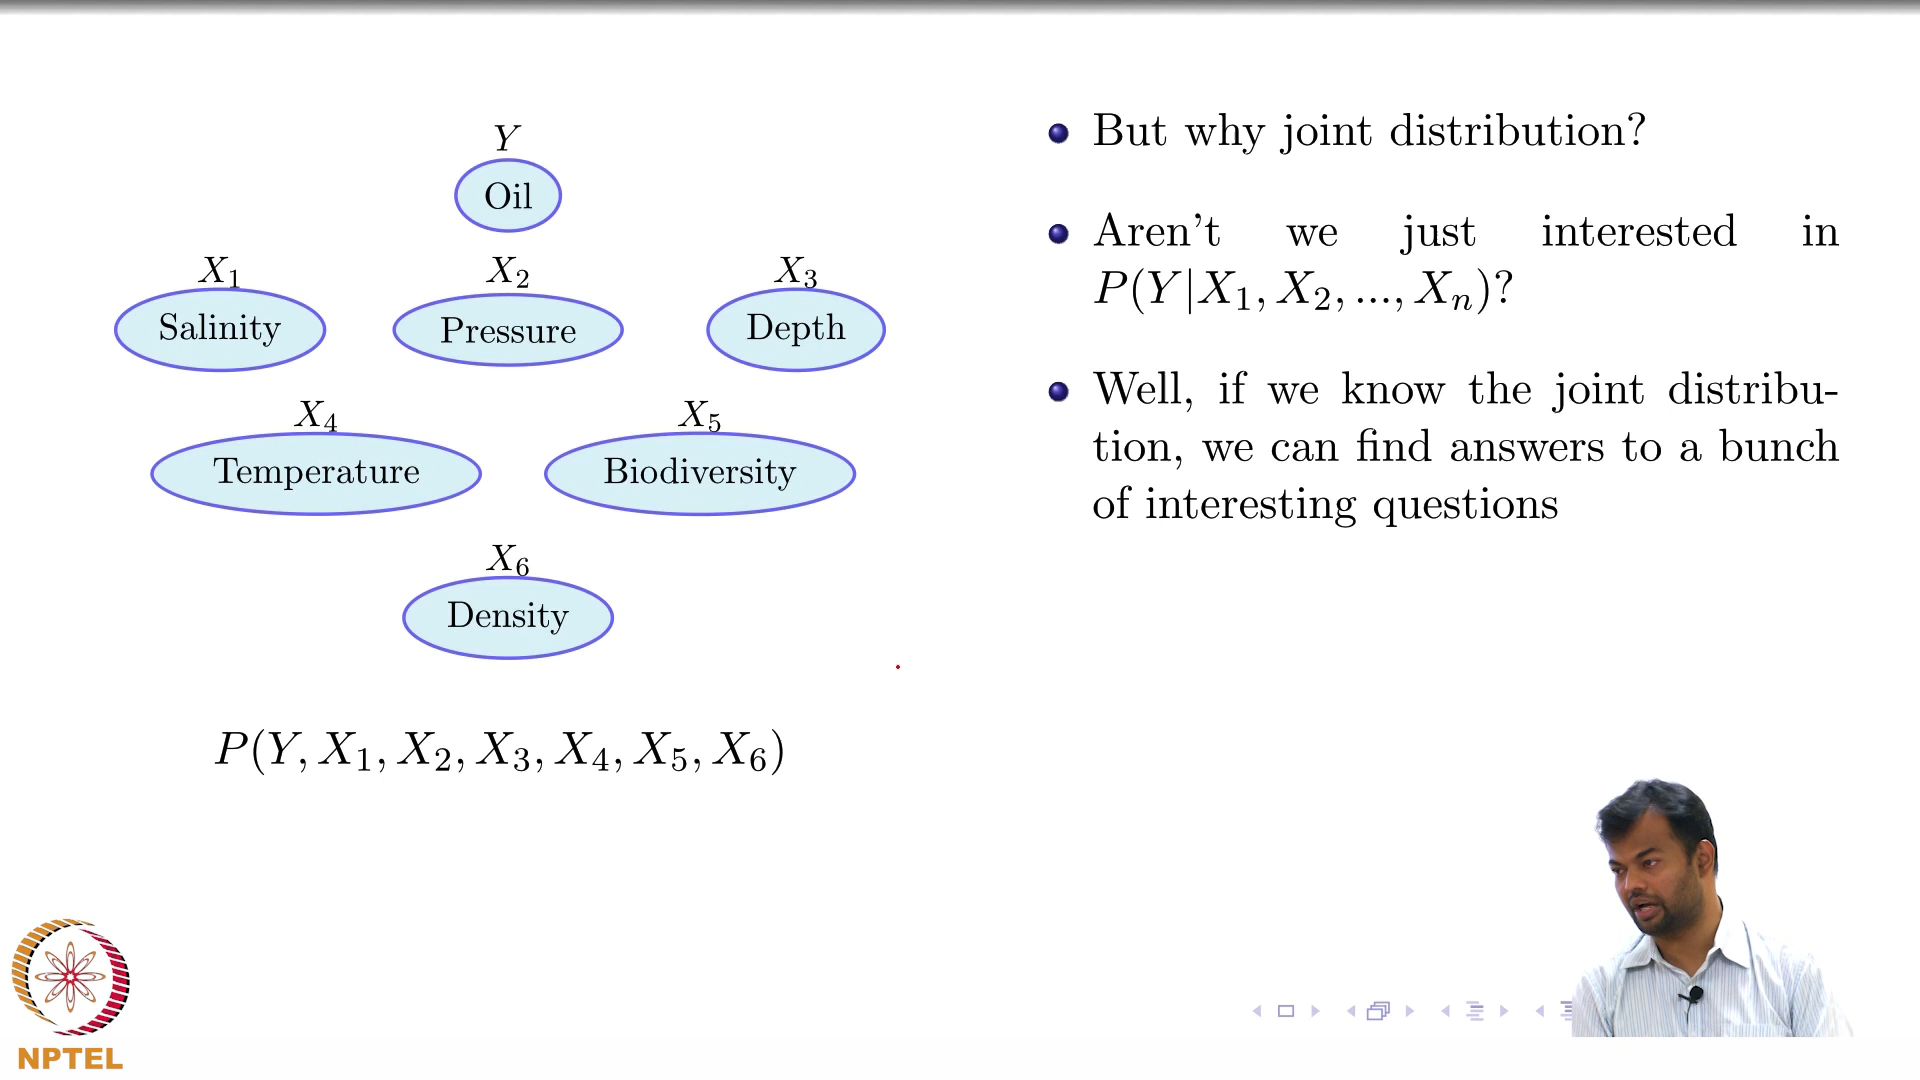 Y
Oil
X₁ X₂ X₃
Salinity Pressure Depth
X₄ X₅
Temperature Biodiversity
X₆
Density
P(Y, X₁, X₂, X₃, X₄, X₅, X₆)
But why joint distribution?
Aren't we just interested in
P(Y|X₁, X₂, ..., Xₙ)?
Well, if we know the joint distribu-
tion, we can find answers to a bunch
of interesting questions
NPTEL